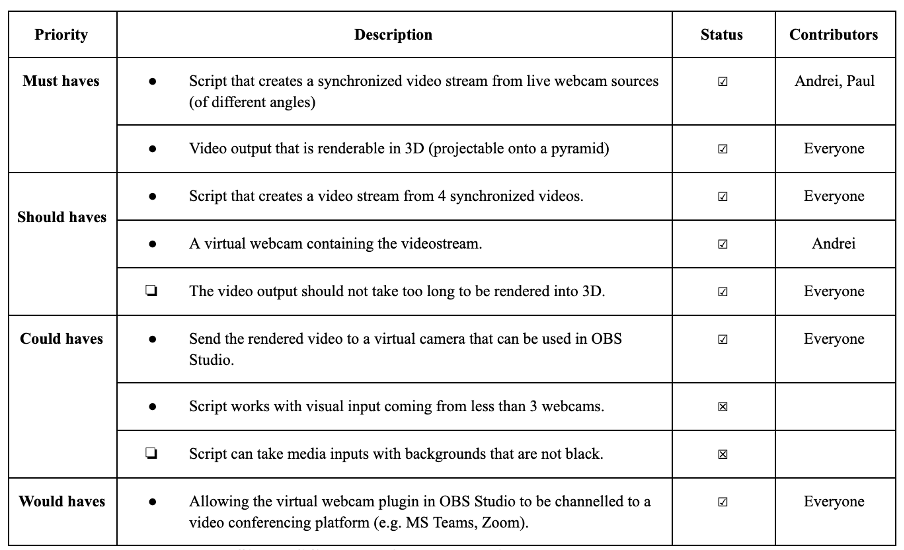 Priority Description Status Contributors
Must haves ● Script that creates a synchronized video stream from live webcam sources ☑ Andrei, Paul
(of different angles)
● Video output that is renderable in 3D (projectable onto a pyramid) ☑ Everyone
Should haves ● Script that creates a video stream from 4 synchronized videos. ☑ Everyone
● A virtual webcam containing the videostream. ☑ Andrei
❏ The video output should not take too long to be rendered into 3D. ☑ Everyone
Could haves ● Send the rendered video to a virtual camera that can be used in OBS ☑ Everyone
Studio.
● Script works with visual input coming from less than 3 webcams. ☒
❏ Script can take media inputs with backgrounds that are not black. ☒
Would haves ● Allowing the virtual webcam plugin in OBS Studio to be channelled to a ☑ Everyone
video conferencing platform (e.g. MS Teams, Zoom).